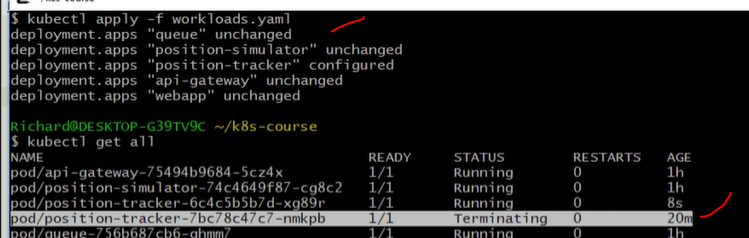 $ kubectl apply -f workloads.yaml
deployment.apps "queue" unchanged
deployment.apps "position-simulator" unchanged
deployment.apps "position-tracker" configured
deployment.apps "api-gateway" unchanged
deployment.apps "webapp" unchanged
Richard@DESKTOP-G39TV9C ~/k8s-course
$ kubectl get all
NAME READY STATUS RESTARTS AGE
pod/api-gateway-75494b9684-5cz4x 1/1 Running 0 1h
pod/position-simulator-74c4649f87-cg8c2 1/1 Running 0 1h
pod/position-tracker-6c4c5b5b7d-xg89r 1/1 Running 0 8s
pod/position-tracker-7bc78c47c7-nmkpb 1/1 Terminating 0 20m
pod/queue-756b687cb6-ghmm7 1/1 Running 0 1h